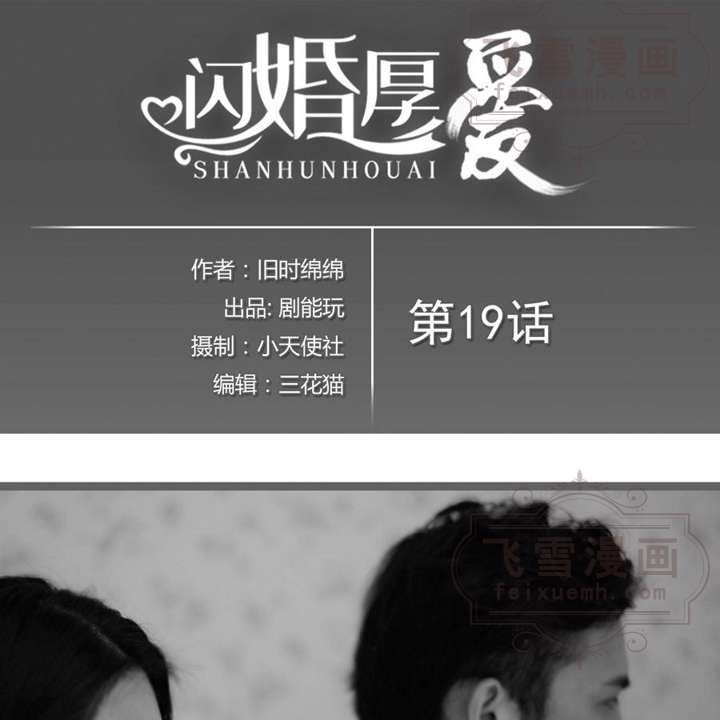 飞雪漫画
feixuemh.com
闪婚厚爱
SHANHUNHOUAI
作者：旧时绵绵
出品: 剧能玩
摄制：小天使社
编辑：三花猫
第19话
飞雪漫画
feixuemh.com